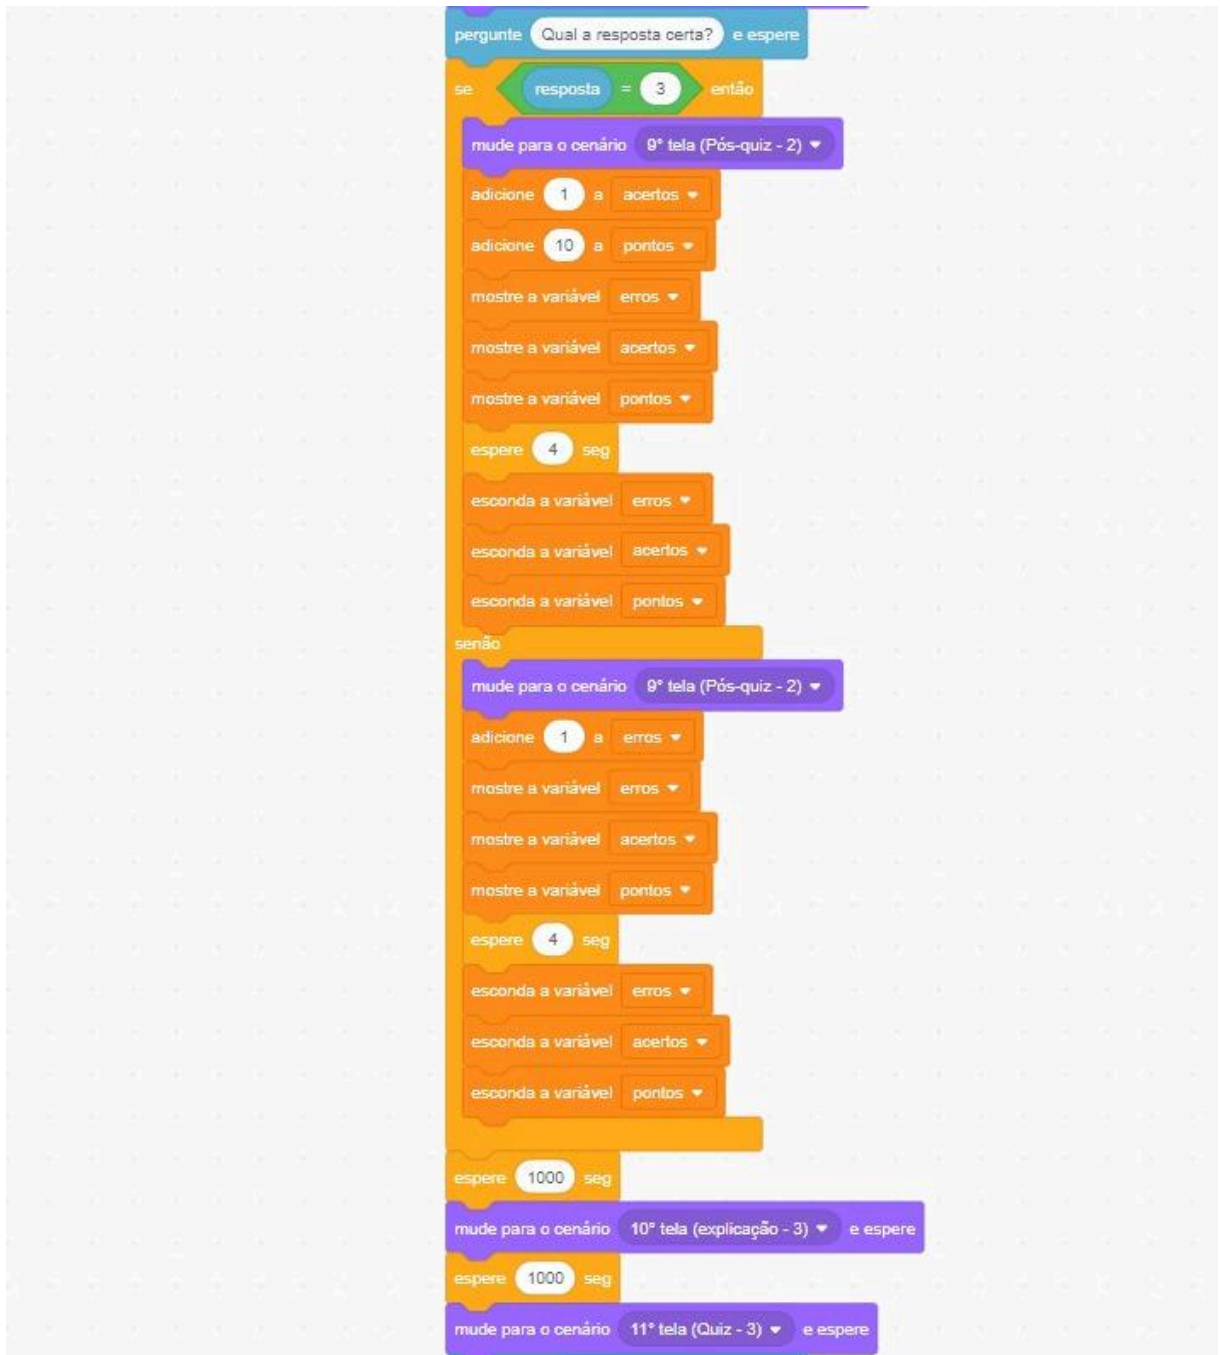 pergunte Qual a resposta certa? e espere
se resposta = 3 então
mude para o cenário 9° tela (Pós-quiz - 2)
adicione 1 a acertos
adicione 10 a pontos
mostre a variável erros
mostre a variável acertos
mostre a variável pontos
espere 4 seg
esconda a variável erros
esconda a variável acertos
esconda a variável pontos
senão
mude para o cenário 9° tela (Pós-quiz - 2)
adicione 1 a erros
mostre a variável erros
mostre a variável acertos
mostre a variável pontos
espere 4 seg
esconda a variável erros
esconda a variável acertos
esconda a variável pontos
espere 1000 seg
mude para o cenário 10° tela (explicação - 3) e espere
espere 1000 seg
mude para o cenário 11° tela (Quiz - 3) e espere